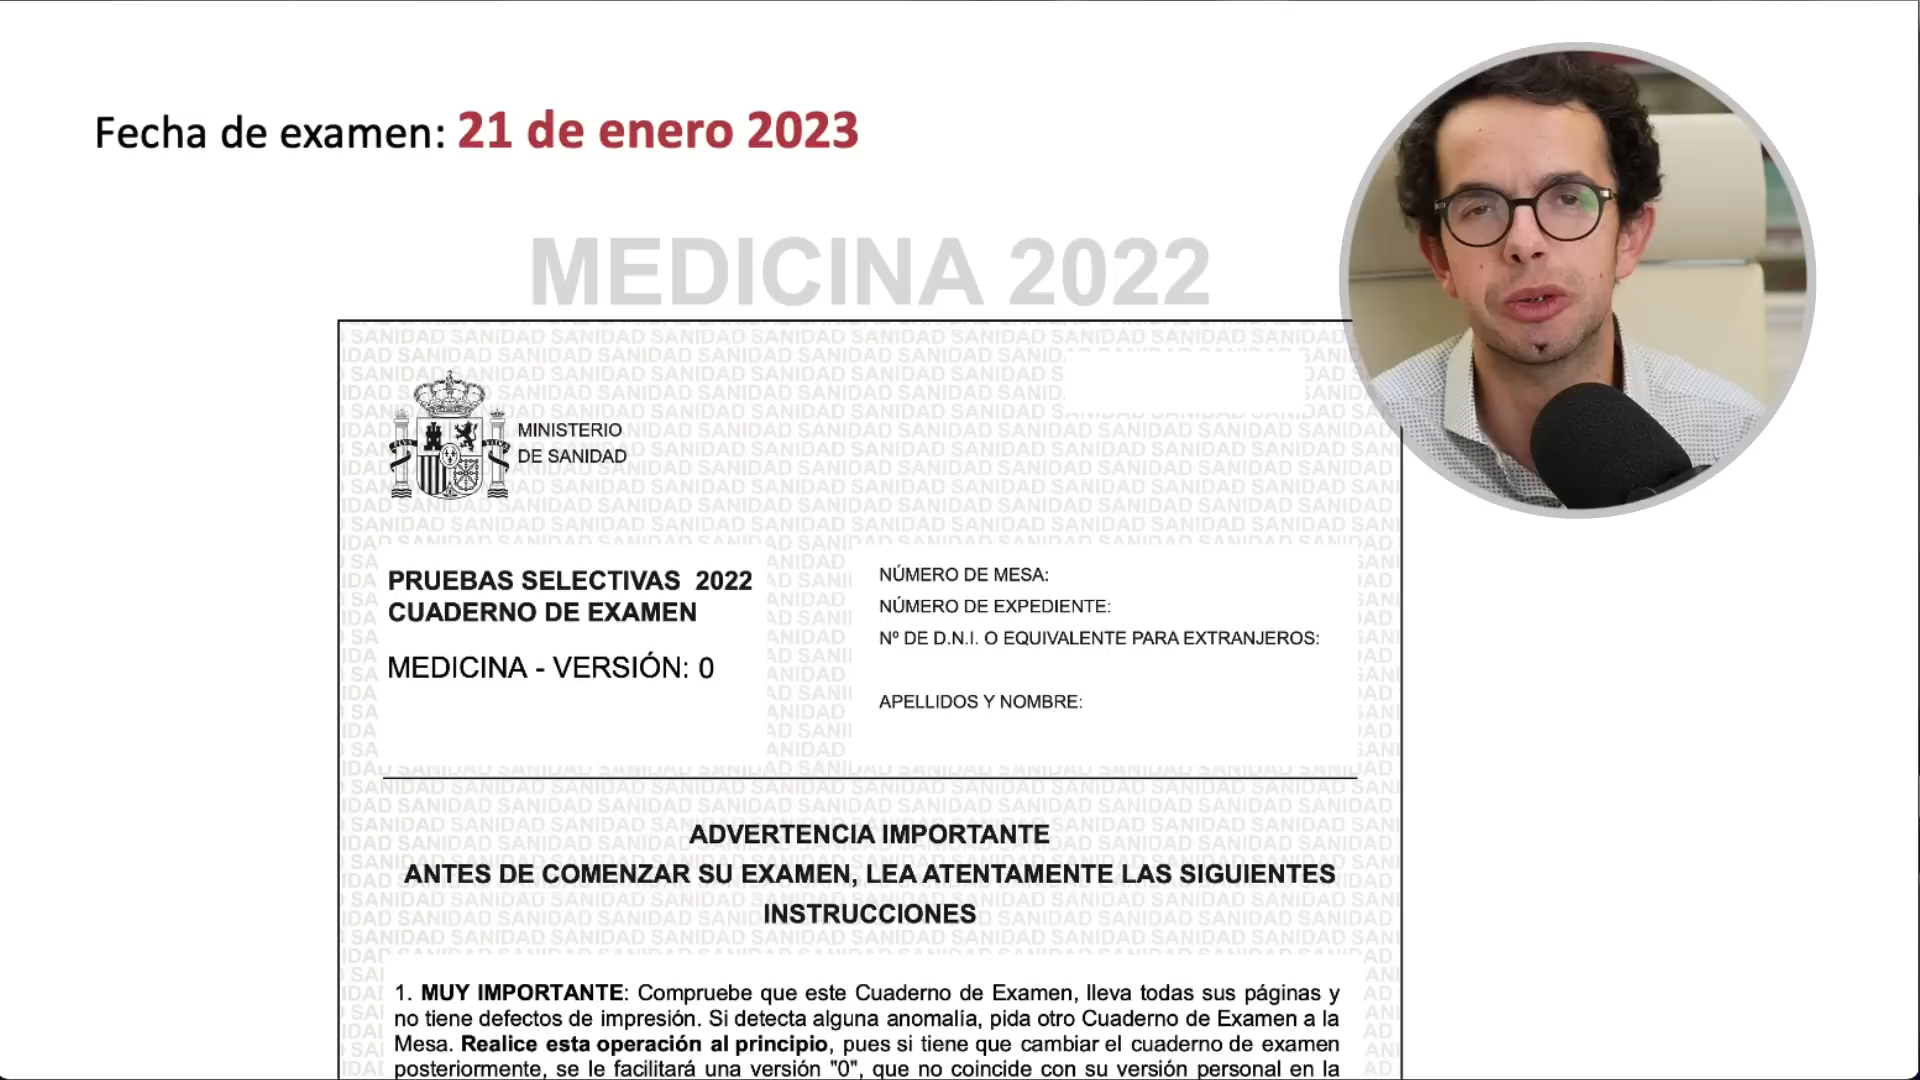 Fecha de examen: 21 de enero 2023
MEDICINA 2022
MINISTERIO
DE SANIDAD
PRUEBAS SELECTIVAS 2022
CUADERNO DE EXAMEN
MEDICINA - VERSIÓN: 0
NÚMERO DE MESA:
NÚMERO DE EXPEDIENTE:
Nº DE D.N.I. O EQUIVALENTE PARA EXTRANJEROS:
APELLIDOS Y NOMBRE:
ADVERTENCIA IMPORTANTE
ANTES DE COMENZAR SU EXAMEN, LEA ATENTAMENTE LAS SIGUIENTES
INSTRUCCIONES
1. MUY IMPORTANTE: Compruebe que este Cuaderno de Examen, lleva todas sus páginas y
no tiene defectos de impresión. Si detecta alguna anomalía, pida otro Cuaderno de Examen a la
Mesa. Realice esta operación al principio, pues si tiene que cambiar el cuaderno de examen
posteriormente, se le facilitará una versión "0", que no coincide con su versión personal en la